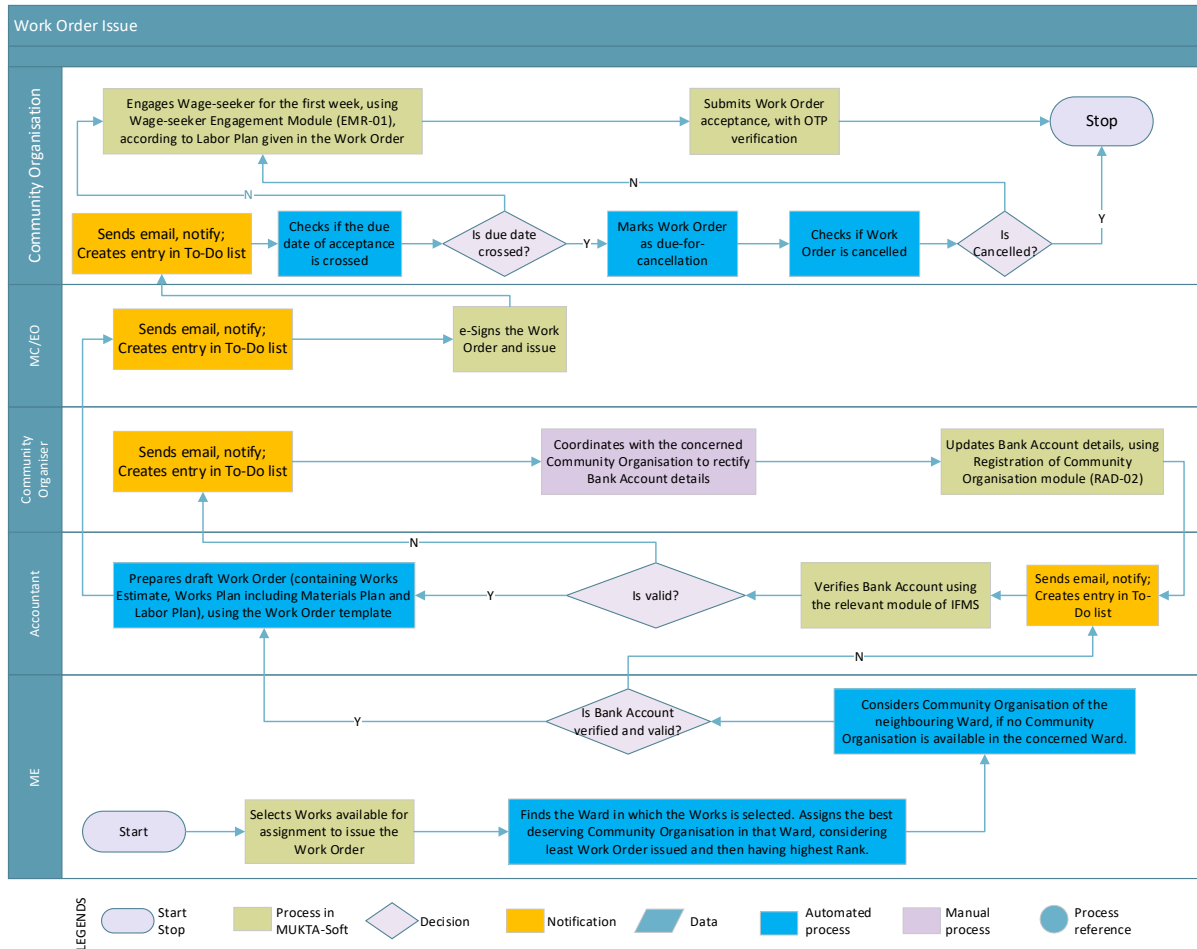 Work Order Issue
Community Organisation
Engages Wage-seeker for the first week, using
Wage-seeker Engagement Module (EMR-01),
according to Labor Plan given in the Work Order
Submits Work Order
acceptance, with OTP
verification
Stop
N
N
Sends email, notify;
Creates entry in To-Do list
Checks if the due
date of acceptance
is crossed
Is due date
crossed?
Y
Marks Work Order
as due-for-
cancellation
Checks if Work
Order is cancelled
Is
Cancelled?
Y
MC/EO
Sends email, notify;
Creates entry in To-Do list
e-Signs the Work
Order and issue
Community
Organiser
Sends email, notify;
Creates entry in To-Do list
Coordinates with the concerned
Community Organisation to rectify
Bank Account details
Updates Bank Account details, using
Registration of Community
Organisation module (RAD-02)
Accountant
N
Prepares draft Work Order (containing Works
Estimate, Works Plan including Materials Plan and
Labor Plan), using the Work Order template
Y
Is valid?
Verifies Bank Account using
the relevant module of IFMS
Sends email, notify;
Creates entry in To-
Do list
N
ME
Y
Is Bank Account
verified and valid?
Considers Community Organisation of the
neighbouring Ward, if no Community
Organisation is available in the concerned Ward.
Start
Selects Works available for
assignment to issue the
Work Order
Finds the Ward in which the Works is selected. Assigns the best
deserving Community Organisation in that Ward, considering
least Work Order issued and then having highest Rank.
LEGENDS
Start
Stop
Process in
MUKTA-Soft
Decision
Notification
Data
Automated
process
Manual
process
Process
reference